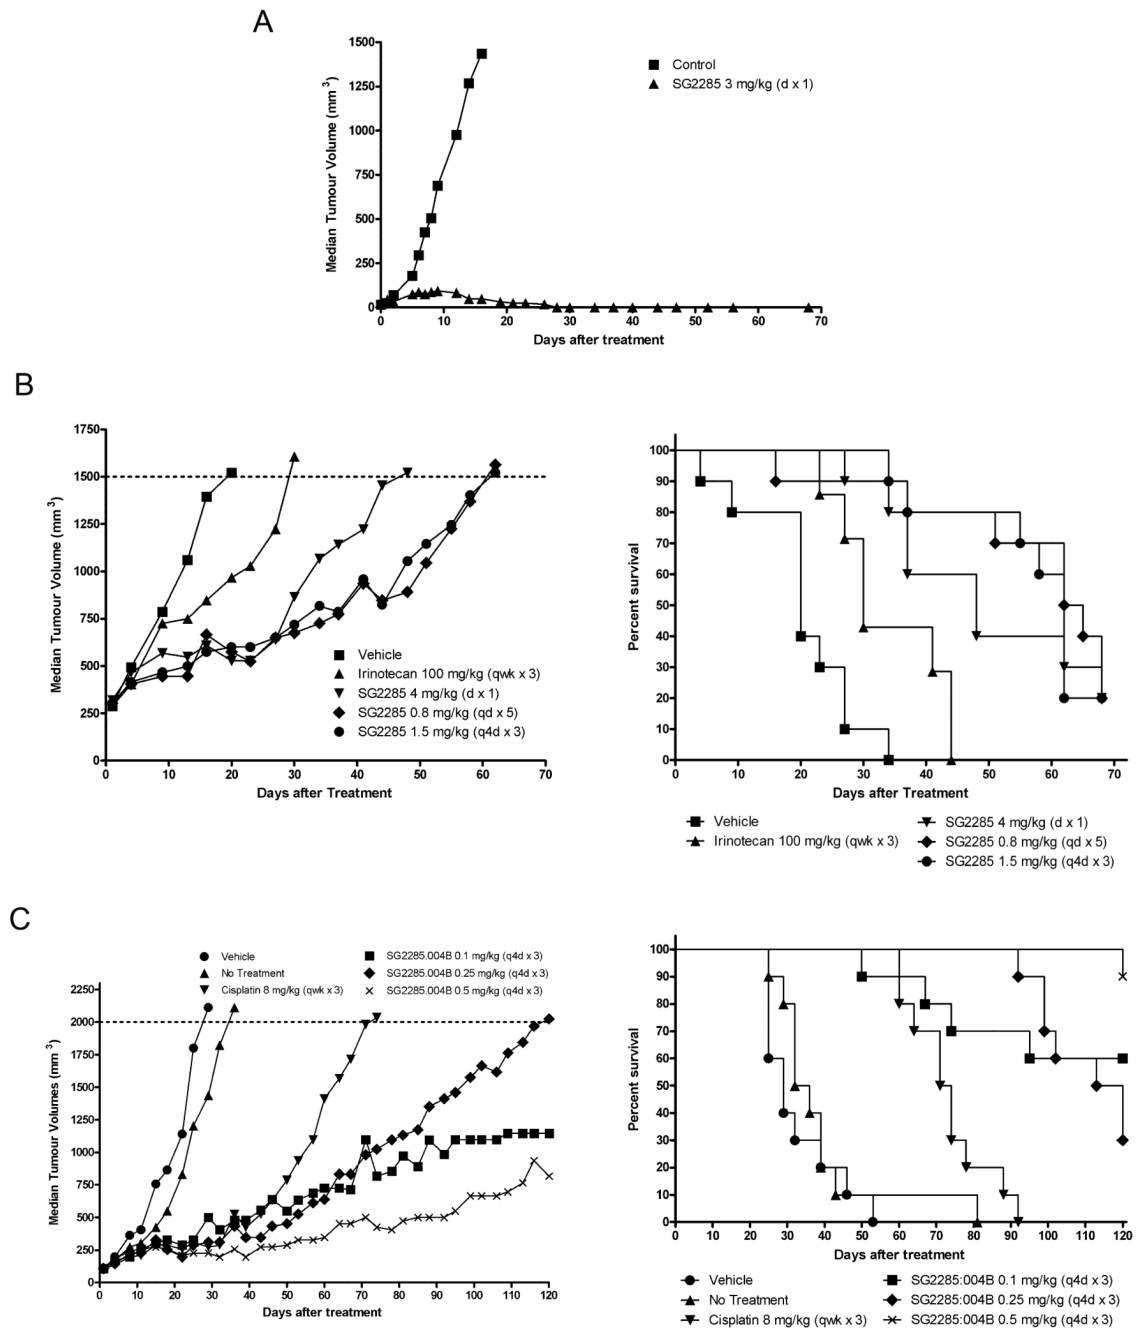 A
Median Tumour Volume (mm 3)
1500
1250
1000
750
500
250
0
0 10 20 30 40 50 60 70
Days after treatment
Control
SG2285 3 mg/kg (d x 1)
B
Median Tumour Volume (mm 3)
1750
1500
1250
1000
750
500
250
0
0 10 20 30 40 50 60 70
Days after Treatment
Vehicle
Irinotecan 100 mg/kg (qwk x 3)
SG2285 4 mg/kg (d x 1)
SG2285 0.8 mg/kg (qd x 5)
SG2285 1.5 mg/kg (q4d x 3)
Percent survival
100
90
80
70
60
50
40
30
20
10
0
0 10 20 30 40 50 60 70
Days after Treatment
Vehicle
Irinotecan 100 mg/kg (qwk x 3)
SG2285 4 mg/kg (d x 1)
SG2285 0.8 mg/kg (qd x 5)
SG2285 1.5 mg/kg (q4d x 3)
C
Vehicle
No Treatment
Cisplatin 8 mg/kg (qwk x 3)
SG2285.004B 0.1 mg/kg (q4d x 3)
SG2285.004B 0.25 mg/kg (q4d x 3)
SG2285.004B 0.5 mg/kg (q4d x 3)
Median Tumour Volumes (mm 3)
2250
2000
1750
1500
1250
1000
750
500
250
0
0 10 20 30 40 50 60 70 80 90 100 110 120
Days after treatment
Percent survival
100
90
80
70
60
50
40
30
20
10
0
0 10 20 30 40 50 60 70 80 90 100 110 120
Days after treatment
Vehicle
No Treatment
Cisplatin 8 mg/kg (qwk x 3)
SG2285:004B 0.1 mg/kg (q4d x 3)
SG2285:004B 0.25 mg/kg (q4d x 3)
SG2285:004B 0.5 mg/kg (q4d x 3)